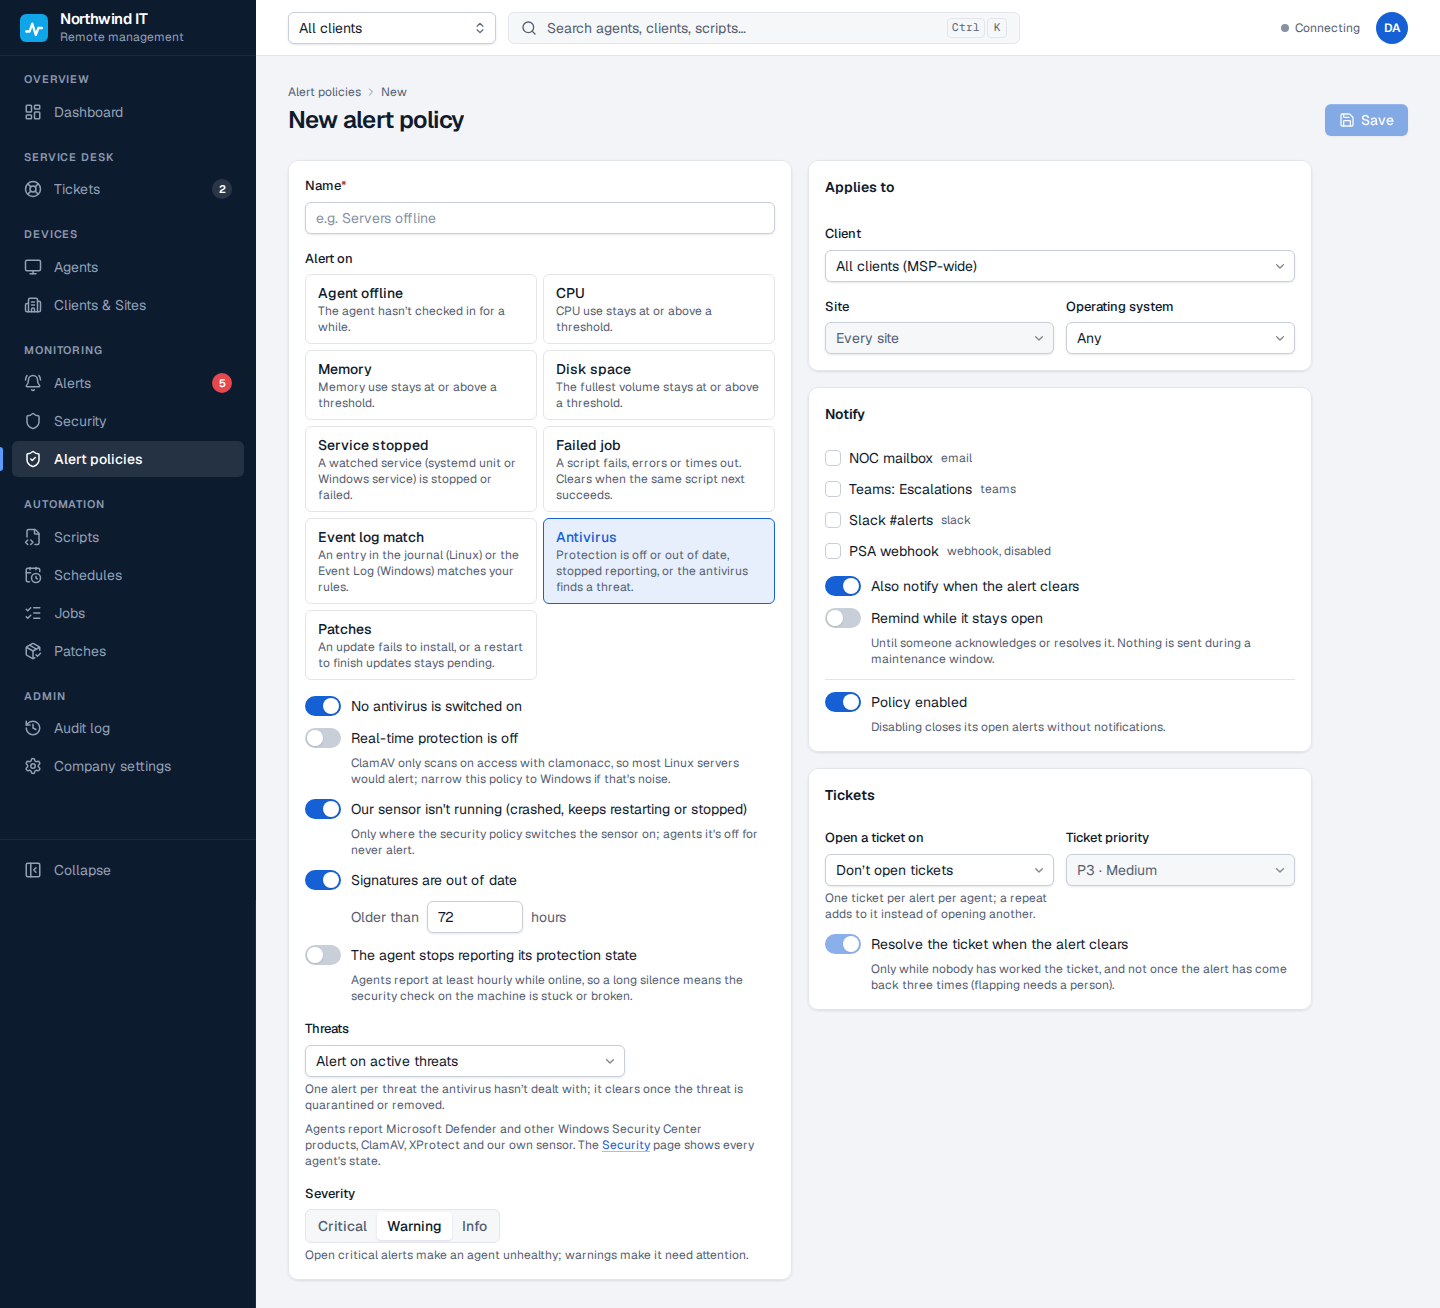 Northwind IT
Remote management
OVERVIEW
Dashboard
SERVICE DESK
Tickets
2
DEVICES
Agents
Clients & Sites
MONITORING
Alerts
5
Security
Alert policies
AUTOMATION
Scripts
Schedules
Jobs
Patches
ADMIN
Audit log
Company settings
Collapse
All clients
Search agents, clients, scripts...
Ctrl K
Connecting
DA
Alert policies > New
New alert policy
Save
Name*
e.g. Servers offline
Alert on
Agent offline
The agent hasn't checked in for a
while.
CPU
CPU use stays at or above a
threshold.
Memory
Memory use stays at or above a
threshold.
Disk space
The fullest volume stays at or above
a threshold.
Service stopped
A watched service (systemd unit or
Windows service) is stopped or
failed.
Failed job
A script fails, errors or times out.
Clears when the same script next
succeeds.
Event log match
An entry in the journal (Linux) or the
Event Log (Windows) matches your
rules.
Antivirus
Protection is off or out of date,
stopped reporting, or the antivirus
finds a threat.
Patches
An update fails to install, or a restart
to finish updates stays pending.
No antivirus is switched on
Real-time protection is off
ClamAV only scans on access with clamonacc, so most Linux servers
would alert; narrow this policy to Windows if that's noise.
Our sensor isn't running (crashed, keeps restarting or stopped)
Only where the security policy switches the sensor on; agents it's off for
never alert.
Signatures are out of date
Older than 72 hours
The agent stops reporting its protection state
Agents report at least hourly while online, so a long silence means the
security check on the machine is stuck or broken.
Threats
Alert on active threats
One alert per threat the antivirus hasn't dealt with; it clears once the threat is
quarantined or removed.
Agents report Microsoft Defender and other Windows Security Center
products, ClamAV, XProtect and our own sensor. The Security page shows every
agent's state.
Severity
Critical Warning Info
Open critical alerts make an agent unhealthy; warnings make it need attention.
Applies to
Client
All clients (MSP-wide)
Site
Every site
Operating system
Any
Notify
NOC mailbox email
Teams: Escalations teams
Slack #alerts slack
PSA webhook webhook, disabled
Also notify when the alert clears
Remind while it stays open
Until someone acknowledges or resolves it. Nothing is sent during a
maintenance window.
Policy enabled
Disabling closes its open alerts without notifications.
Tickets
Open a ticket on
Don't open tickets
One ticket per alert per agent; a repeat
adds to it instead of opening another.
Ticket priority
P3 · Medium
Resolve the ticket when the alert clears
Only while nobody has worked the ticket, and not once the alert has come
back three times (flapping needs a person).